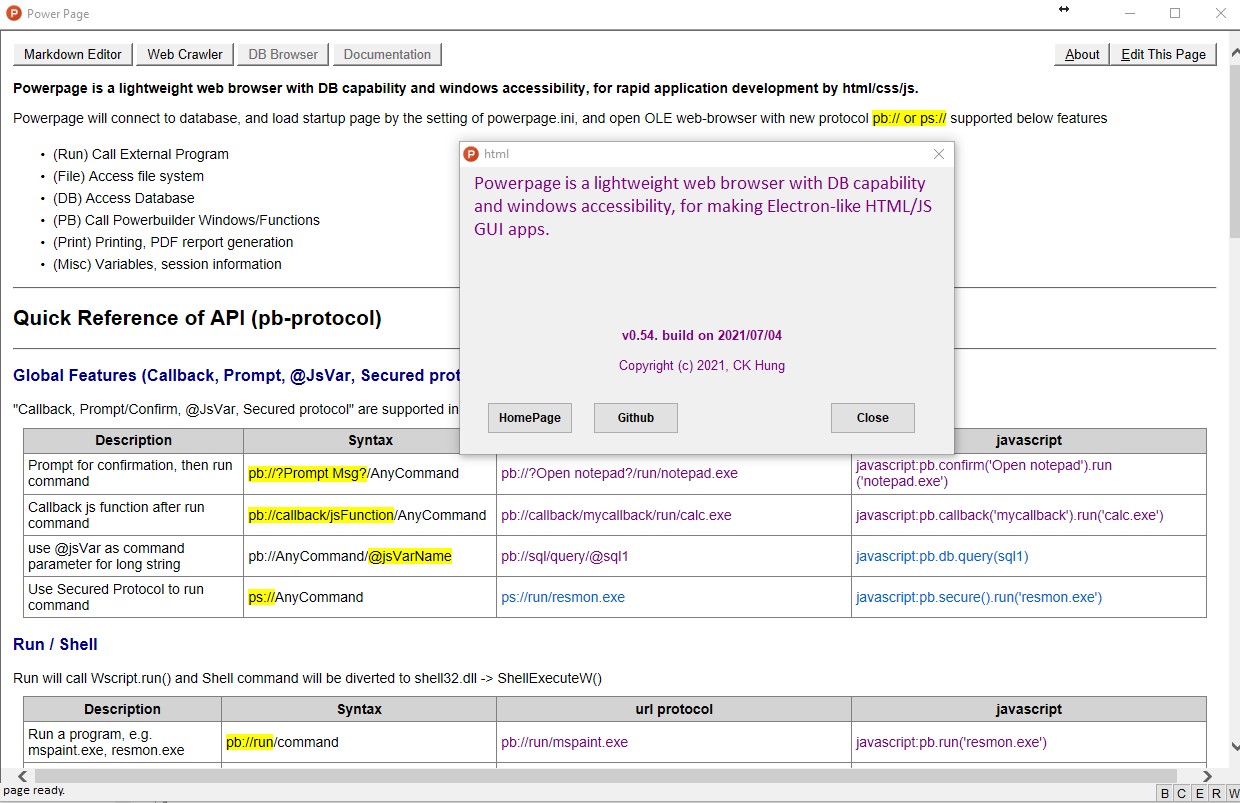 Power Page
Markdown Editor Web Crawler DB Browser Documentation About Edit This Page
Powerpage is a lightweight web browser with DB capability and windows accessibility, for rapid application development by html/css/js.
Powerpage will connect to database, and load startup page by the setting of powerpage.ini, and open OLE web-browser with new protocol pb:// or ps:// supported below features
• (Run) Call External Program
• (File) Access file system
• (DB) Access Database
• (PB) Call Powerbuilder Windows/Functions
• (Print) Printing, PDF rerport generation
• (Misc) Variables, session information
html
Powerpage is a lightweight web browser with DB capability
and windows accessibility, for making Electron-like HTML/JS
GUI apps.
v0.54. build on 2021/07/04
Copyright (c) 2021, CK Hung
HomePage Github Close
Quick Reference of API (pb-protocol)
Global Features (Callback, Prompt, @JsVar, Secured prot
"Callback, Prompt/Confirm, @JsVar, Secured protocol" are supported in
Description Syntax javascript
Prompt for confirmation, then run
command
pb://?Prompt Msg?/AnyCommand
pb://?Open notepad?/run/notepad.exe
javascript:pb.confirm('Open notepad').run
('notepad.exe')
Callback js function after run
command
pb://callback/jsFunction/AnyCommand
pb://callback/mycallback/run/calc.exe
javascript:pb.callback('mycallback').run('calc.exe')
use @jsVar as command
parameter for long string
pb://AnyCommand/@jsVarName
pb://sql/query/@sql1
javascript:pb.db.query(sql1)
Use Secured Protocol to run
command
ps://AnyCommand
ps://run/resmon.exe
javascript:pb.secure().run('resmon.exe')
Run / Shell
Run will call Wscript.run() and Shell command will be diverted to shell32.dll -> ShellExecuteW()
Description Syntax url protocol javascript
Run a program, e.g.
mspaint.exe, resmon.exe
pb://run/command
pb://run/mspaint.exe
javascript:pb.run('resmon.exe')
page ready.
B C E R W